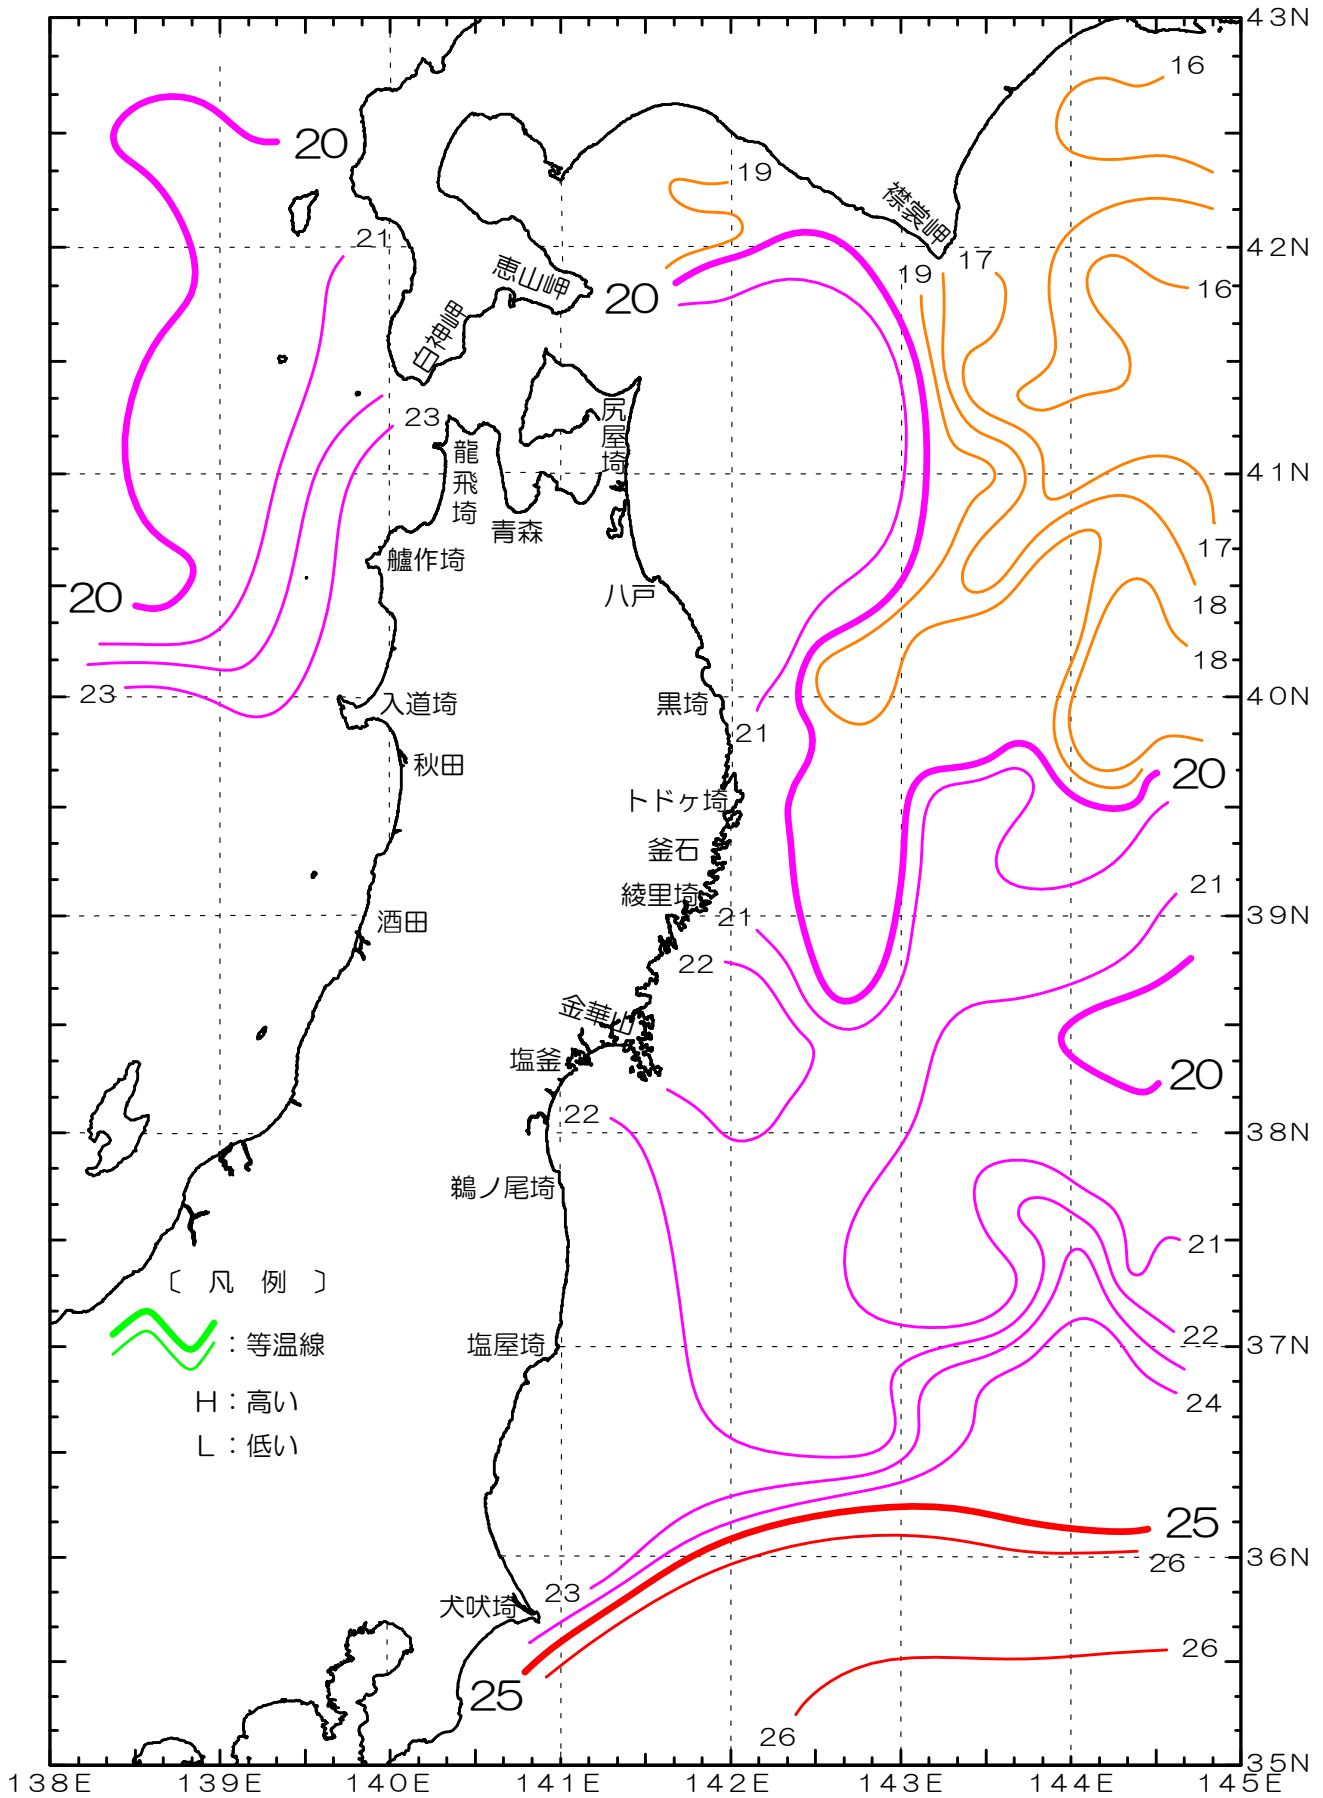 43N
16
20
19
襟裳岬
21
42N
恵山岬
19
17
20
16
白神岬
23
尻屋埼
龍飛埼
41N
青森
17
艫作埼
八戸
20
18
18
23
入道埼
黒埼
40N
21
秋田
20
トドヶ埼
釜石
綾里埼
21
酒田
21
39N
22
金華山
塩釜
20
22
38N
鵜ノ尾埼
21
〔 凡 例 〕
:等温線
塩屋埼
22
37N
H:高い
24
L:低い
25
36N
26
23
犬吠埼
26
25
26
35N
138E
139E
140E
141E
142E
143E
144E
145E